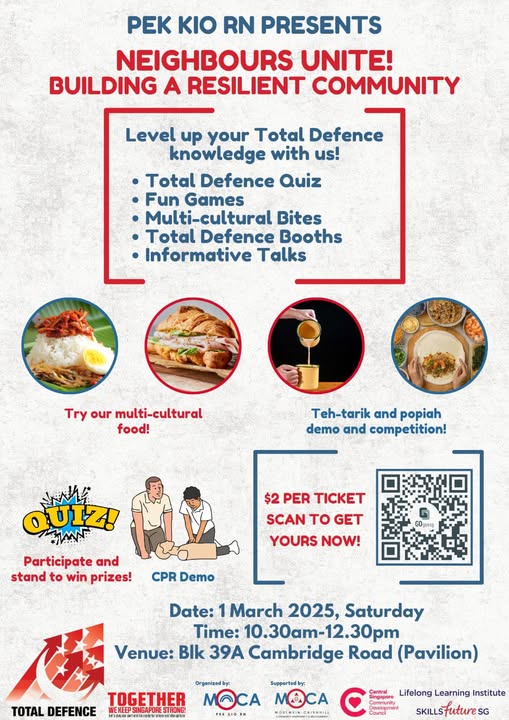 PEK KIO RN PRESENTS
NEIGHBOURS UNITE!
BUILDING A RESILIENT COMMUNITY
Level up your Total Defence
knowledge with us!
• Total Defence Quiz
• Fun Games
• Multi-cultural Bites
• Total Defence Booths
• Informative Talks
Try our multi-cultural
food!
Teh-tarik and popiah
demo and competition!
QUIZ!
Participate and
stand to win prizes!
CPR Demo
$2 PER TICKET
SCAN TO GET
YOURS NOW!
Date: 1 March 2025, Saturday
Time: 10.30am-12.30pm
Venue: Blk 39A Cambridge Road (Pavilion)
TOTAL DEFENCE
TOGETHER
WE KEEP SINGAPORE STRONG!
Organized by:
MOCA
PEK KIO RN
Supported by:
MOCA
Central
Singapore
Community
Development
Council
Lifelong Learning Institute
SKILLSfuture SG